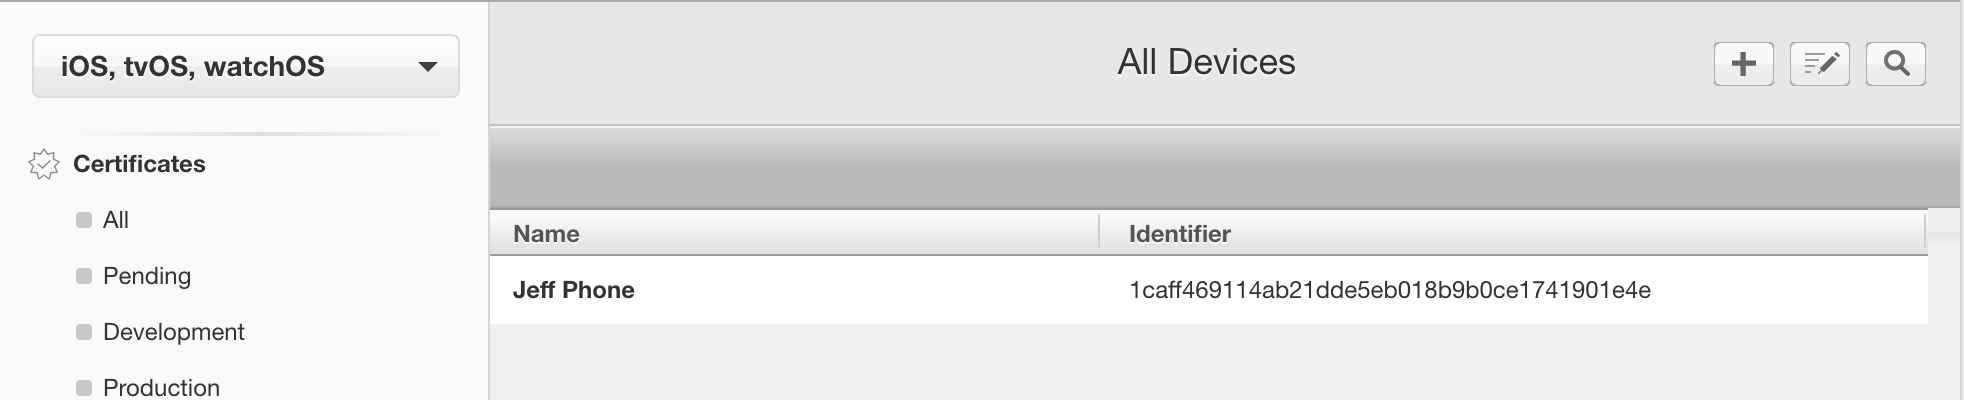 iOS, tvOS, watchOS
All Devices
Certificates
All
Pending
Development
Production
Name Identifier
Jeff Phone 1caff469114ab21dde5eb018b9b0ce1741901e4e